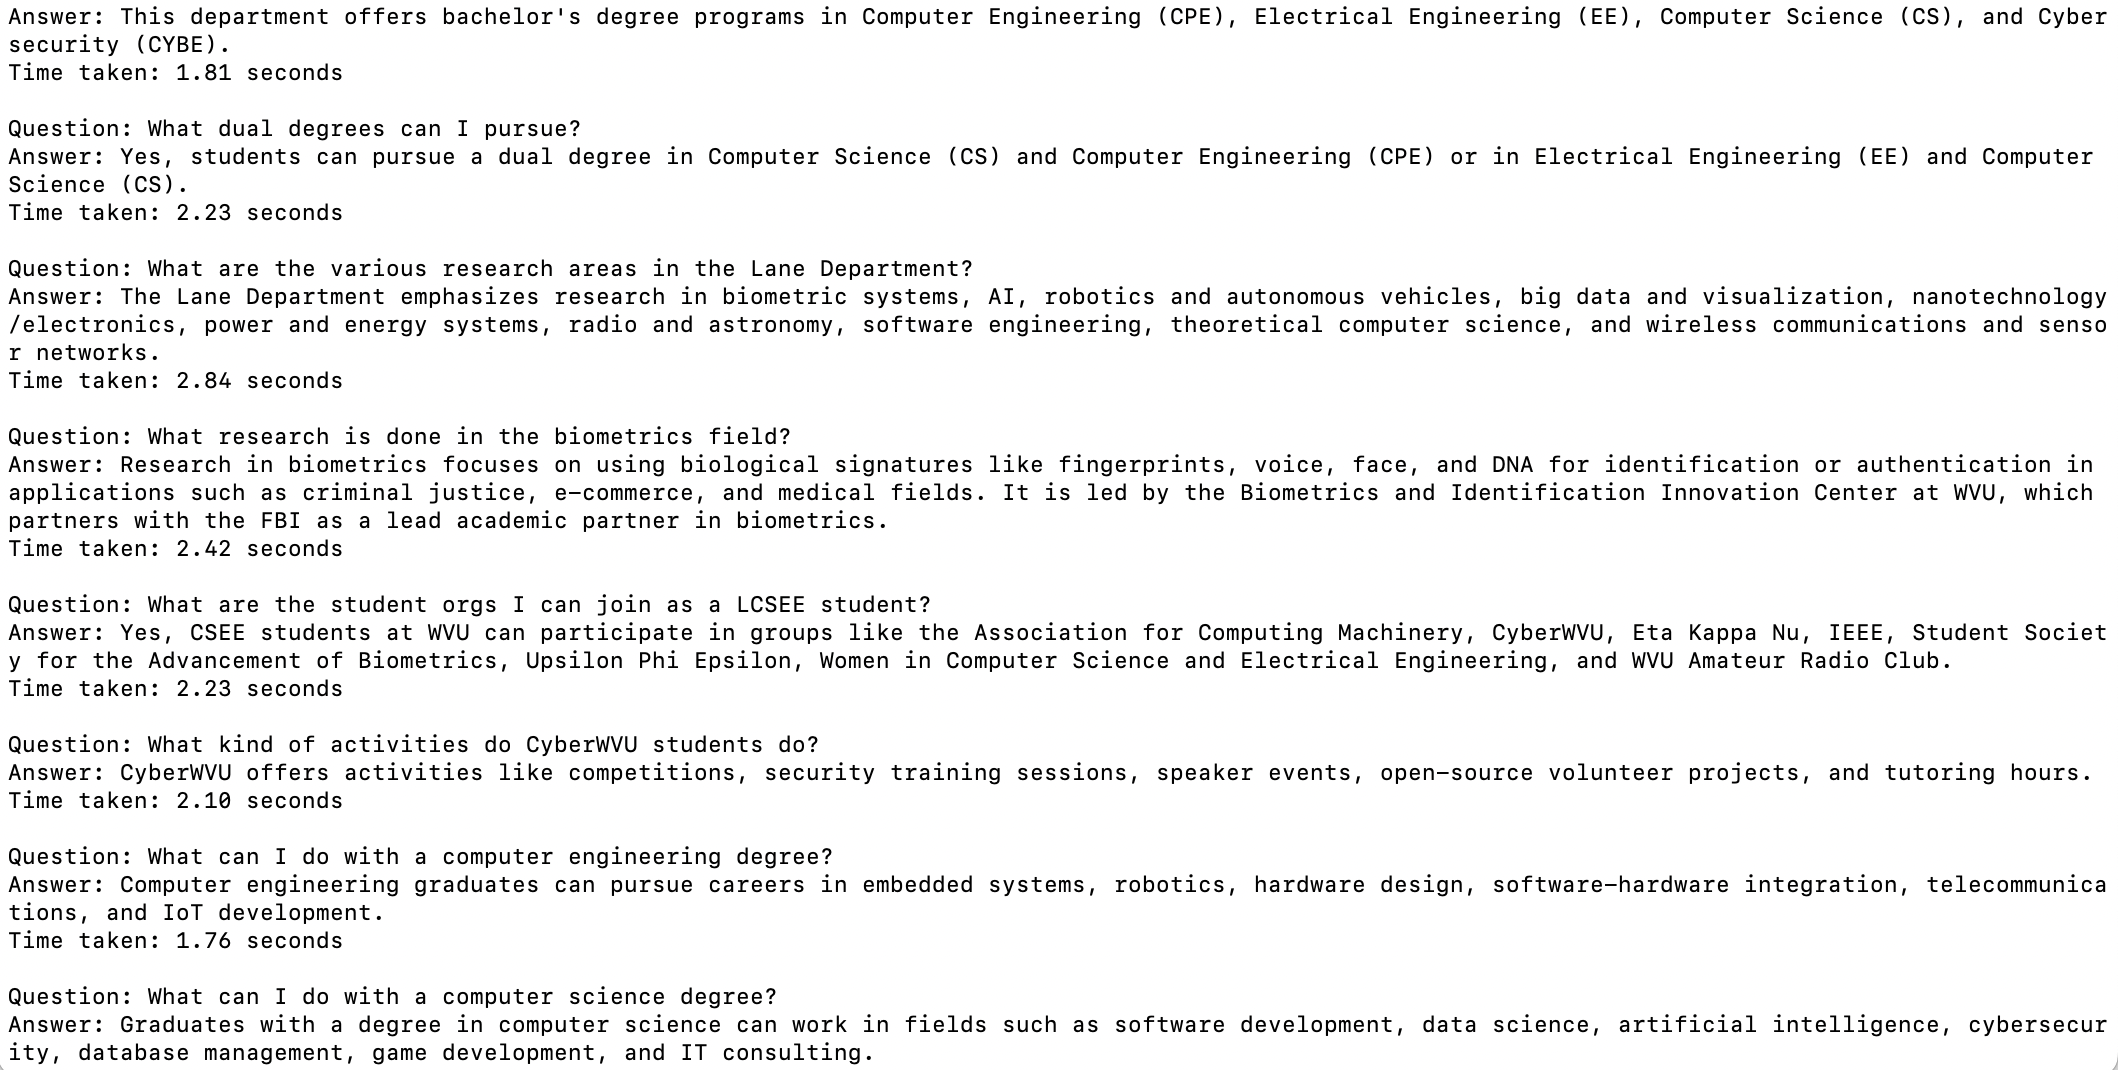 Answer: This department offers bachelor's degree programs in Computer Engineering (CPE), Electrical Engineering (EE), Computer Science (CS), and Cyber
security (CYBE).
Time taken: 1.81 seconds
Question: What dual degrees can I pursue?
Answer: Yes, students can pursue a dual degree in Computer Science (CS) and Computer Engineering (CPE) or in Electrical Engineering (EE) and Computer
Science (CS).
Time taken: 2.23 seconds
Question: What are the various research areas in the Lane Department?
Answer: The Lane Department emphasizes research in biometric systems, AI, robotics and autonomous vehicles, big data and visualization, nanotechnology
/electronics, power and energy systems, radio and astronomy, software engineering, theoretical computer science, and wireless communications and senso
r networks.
Time taken: 2.84 seconds
Question: What research is done in the biometrics field?
Answer: Research in biometrics focuses on using biological signatures like fingerprints, voice, face, and DNA for identification or authentication in
applications such as criminal justice, e-commerce, and medical fields. It is led by the Biometrics and Identification Innovation Center at WVU, which
partners with the FBI as a lead academic partner in biometrics.
Time taken: 2.42 seconds
Question: What are the student orgs I can join as a LCSEE student?
Answer: Yes, CSEE students at WVU can participate in groups like the Association for Computing Machinery, CyberWVU, Eta Kappa Nu, IEEE, Student Societ
y for the Advancement of Biometrics, Upsilon Phi Epsilon, Women in Computer Science and Electrical Engineering, and WVU Amateur Radio Club.
Time taken: 2.23 seconds
Question: What kind of activities do CyberWVU students do?
Answer: CyberWVU offers activities like competitions, security training sessions, speaker events, open-source volunteer projects, and tutoring hours.
Time taken: 2.10 seconds
Question: What can I do with a computer engineering degree?
Answer: Computer engineering graduates can pursue careers in embedded systems, robotics, hardware design, software-hardware integration, telecommunica
tions, and IoT development.
Time taken: 1.76 seconds
Question: What can I do with a computer science degree?
Answer: Graduates with a degree in computer science can work in fields such as software development, data science, artificial intelligence, cybersecur
ity, database management, game development, and IT consulting.